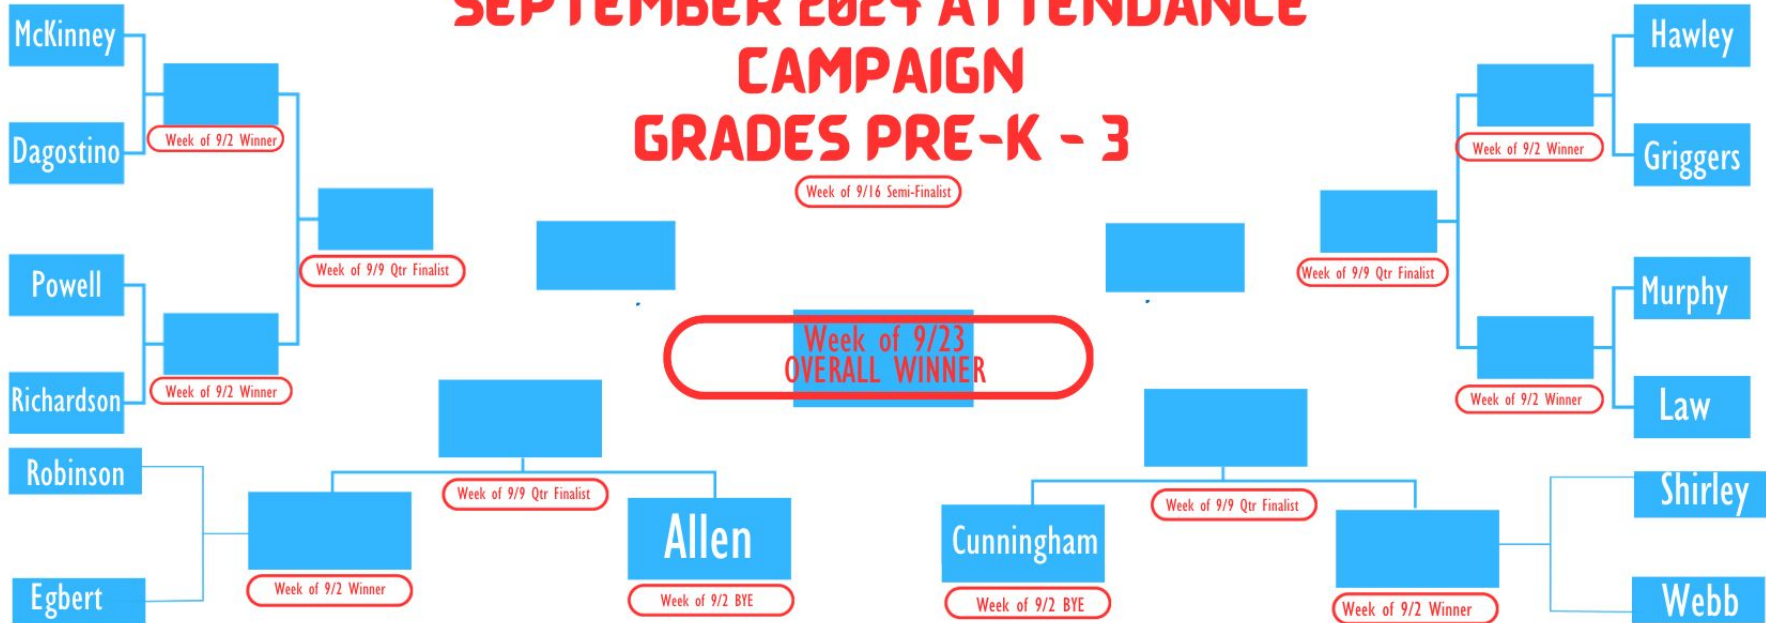 SEPTEMBER 2024 ATTENDANCE
CAMPAIGN
GRADES PRE-K - 3
Week of 9/16 Semi-Finalist
McKinney
Week of 9/2 Winner
Dagostino
Week of 9/9 Qtr Finalist
Powell
Week of 9/2 Winner
Richardson
Robinson
Week of 9/2 Winner
Egbert
Week of 9/9 Qtr Finalist
Allen
Week of 9/2 BYE
Week of 9/23
OVERALL WINNER
Hawley
Week of 9/2 Winner
Griggers
Week of 9/9 Qtr Finalist
Murphy
Week of 9/2 Winner
Law
Cunningham
Week of 9/2 BYE
Week of 9/9 Qtr Finalist
Shirley
Week of 9/2 Winner
Webb